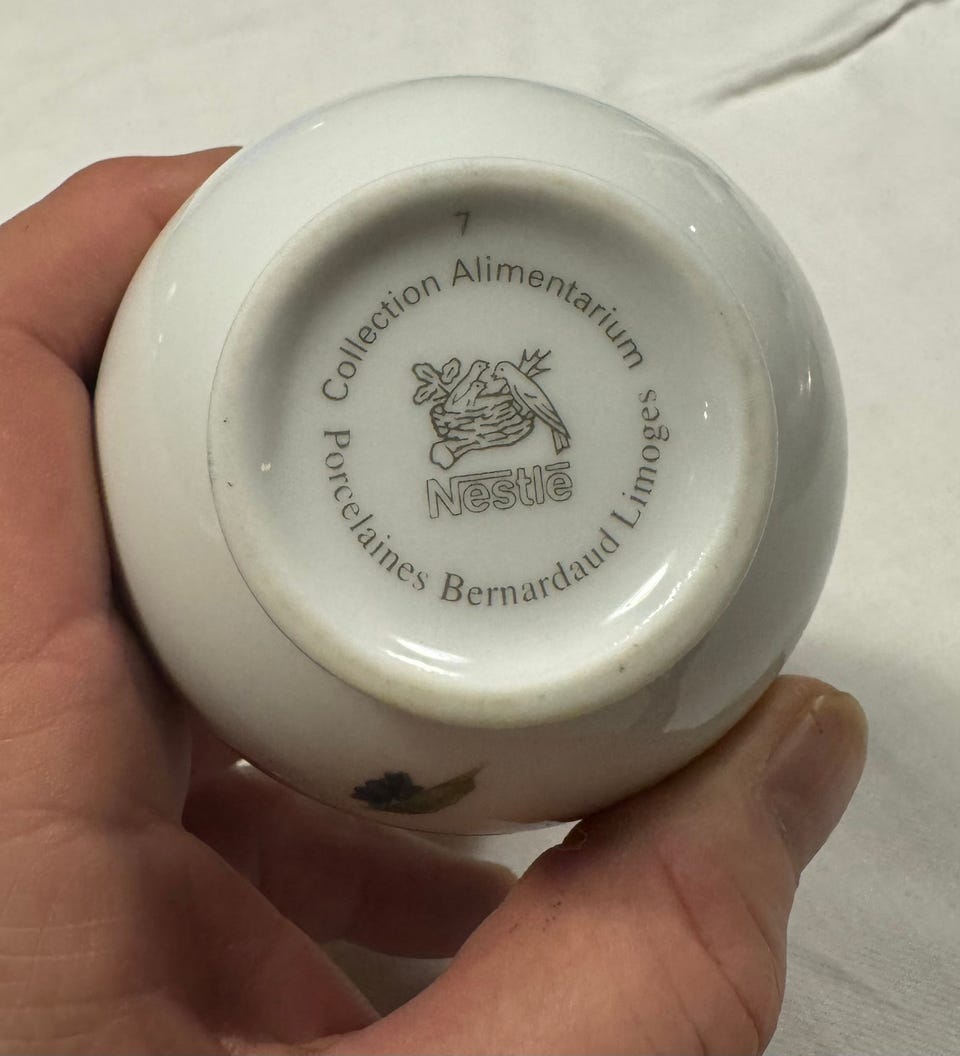 7
Collection Alimentarium
Nestlé
Porcelaines Bernardaud Limoges